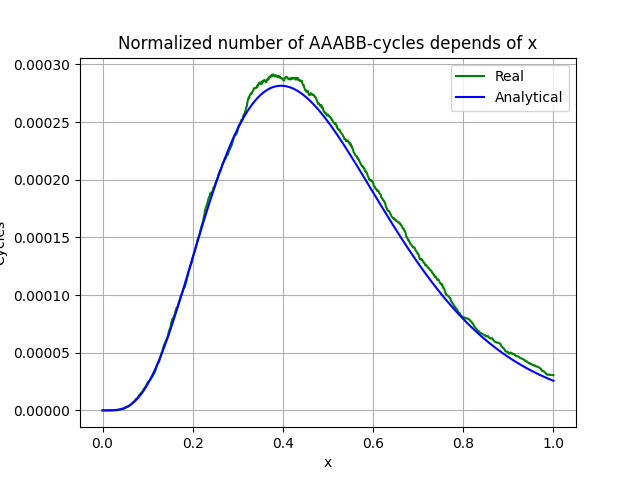 Normalized number of AAABB-cycles depends of x
Real
Analytical
0.00030
0.00025
0.00020
0.00015
0.00010
0.00005
0.00000
Cycles
0.0 0.2 0.4 0.6 0.8 1.0
x